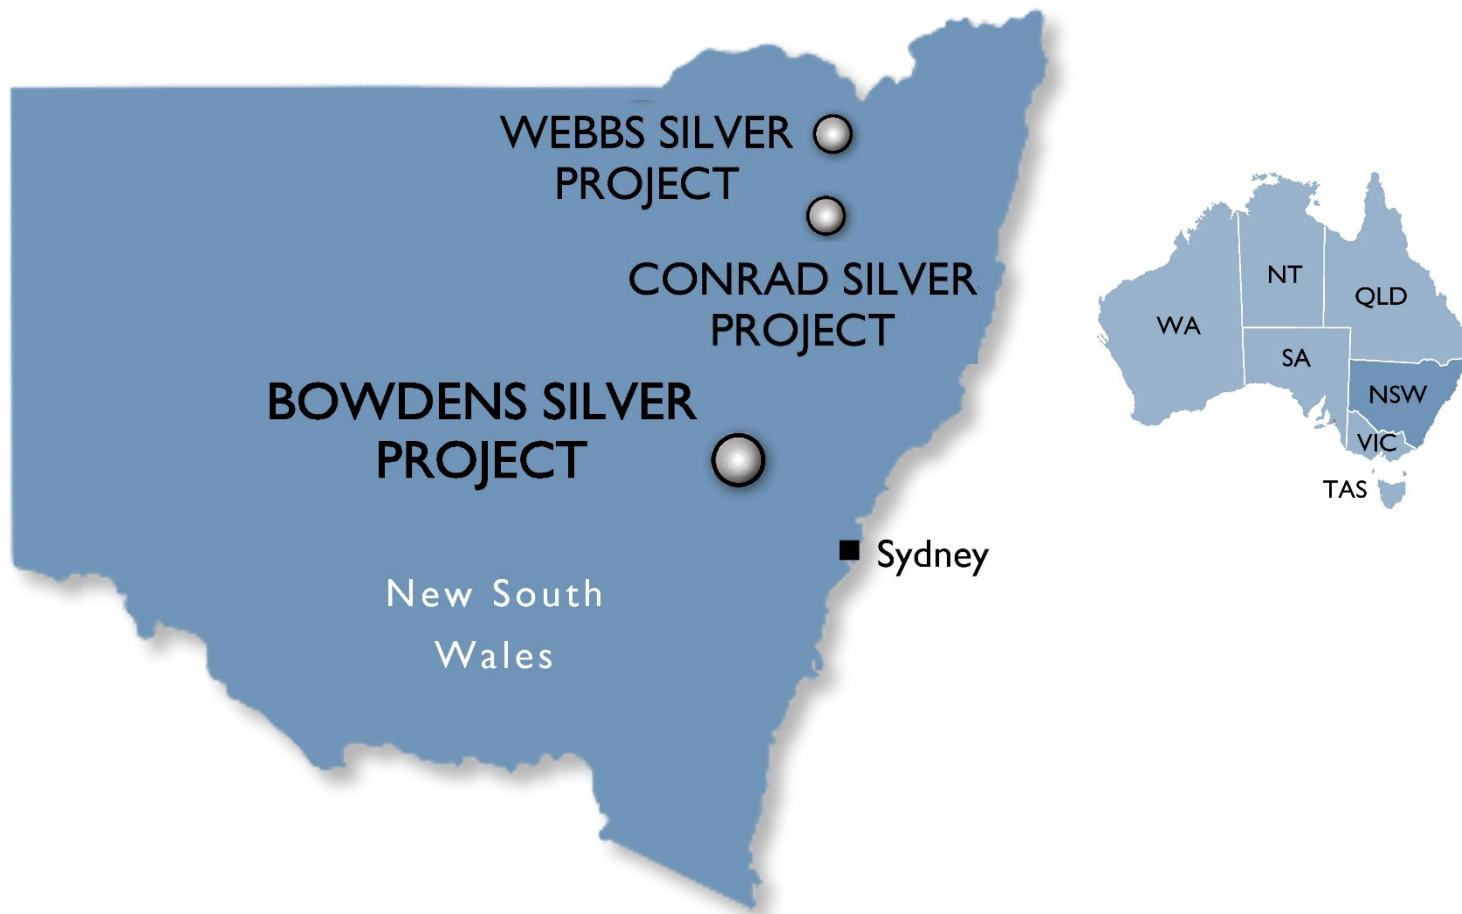 WEBBS SILVER
PROJECT
CONRAD SILVER
PROJECT
BOWDENS SILVER
PROJECT
Sydney
New South
Wales
NT
QLD
WA
SA
NSW
VIC
TAS